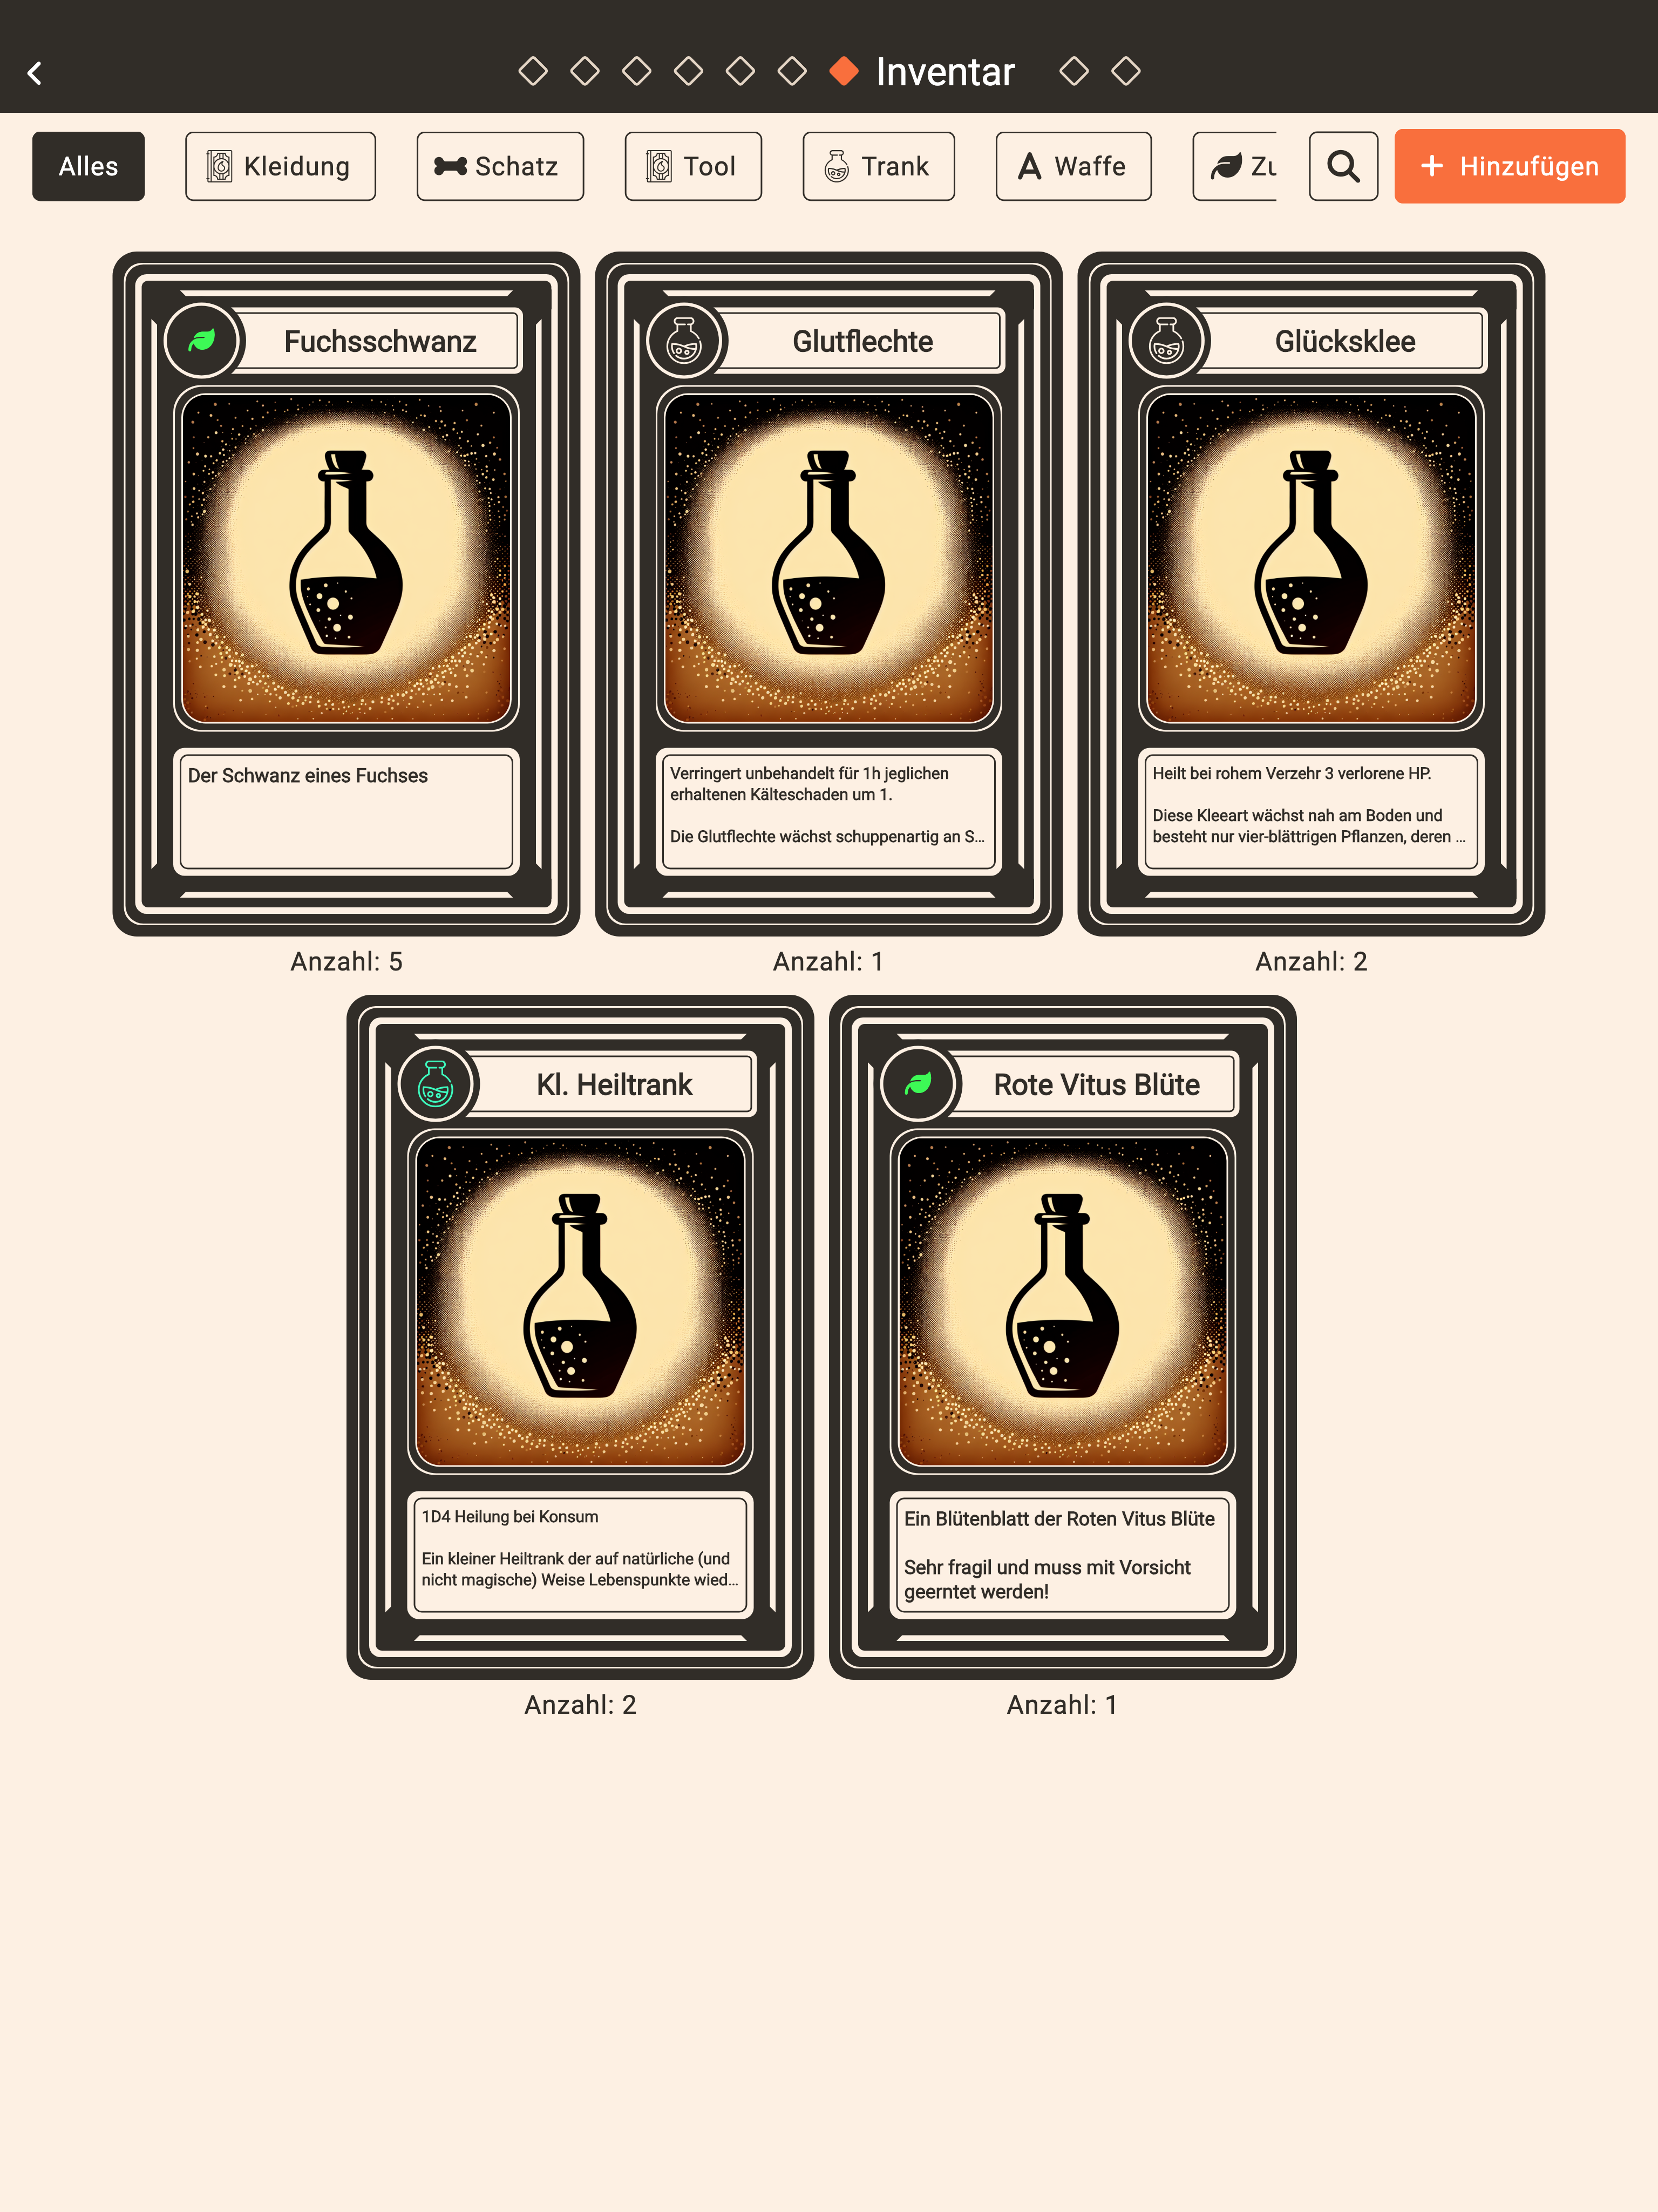 Inventar
Alles
Kleidung
Schatz
Tool
Trank
Waffe
Zu
Hinzufügen
Fuchsschwanz
Der Schwanz eines Fuchses
Anzahl: 5
Glutflechte
Verringert unbehandelt für 1h jeglichen
erhaltenen Kälteschaden um 1.
Die Glutflechte wächst schuppenartig an S...
Anzahl: 1
Glücksklee
Heilt bei rohem Verzehr 3 verlorene HP.
Diese Kleeart wächst nah am Boden und
besteht nur vier-blättrigen Pflanzen, deren ...
Anzahl: 2
Kl. Heiltrank
1D4 Heilung bei Konsum
Ein kleiner Heiltrank der auf natürliche (und
nicht magische) Weise Lebenspunkte wied...
Anzahl: 2
Rote Vitus Blüte
Ein Blütenblatt der Roten Vitus Blüte
Sehr fragil und muss mit Vorsicht
geerntet werden!
Anzahl: 1